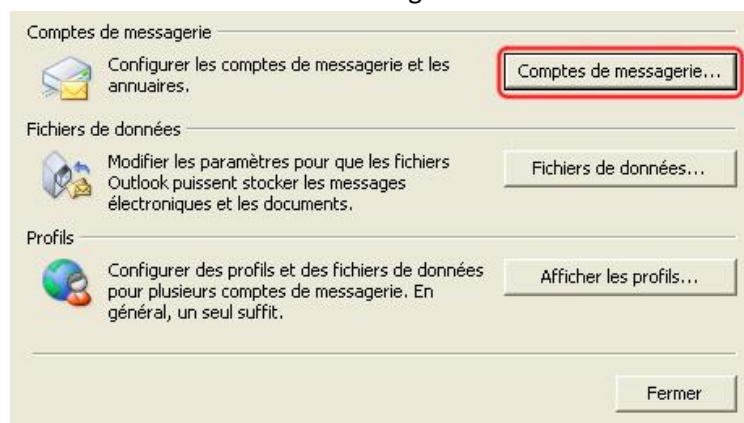 Comptes de messagerie
Configurer les comptes de messagerie et les
annuaires.
Comptes de messagerie...
Fichiers de données
Modifier les paramètres pour que les fichiers
Outlook puissent stocker les messages
électroniques et les documents.
Fichiers de données...
Profils
Configurer des profils et des fichiers de données
pour plusieurs comptes de messagerie. En
général, un seul suffit.
Afficher les profils...
Fermer